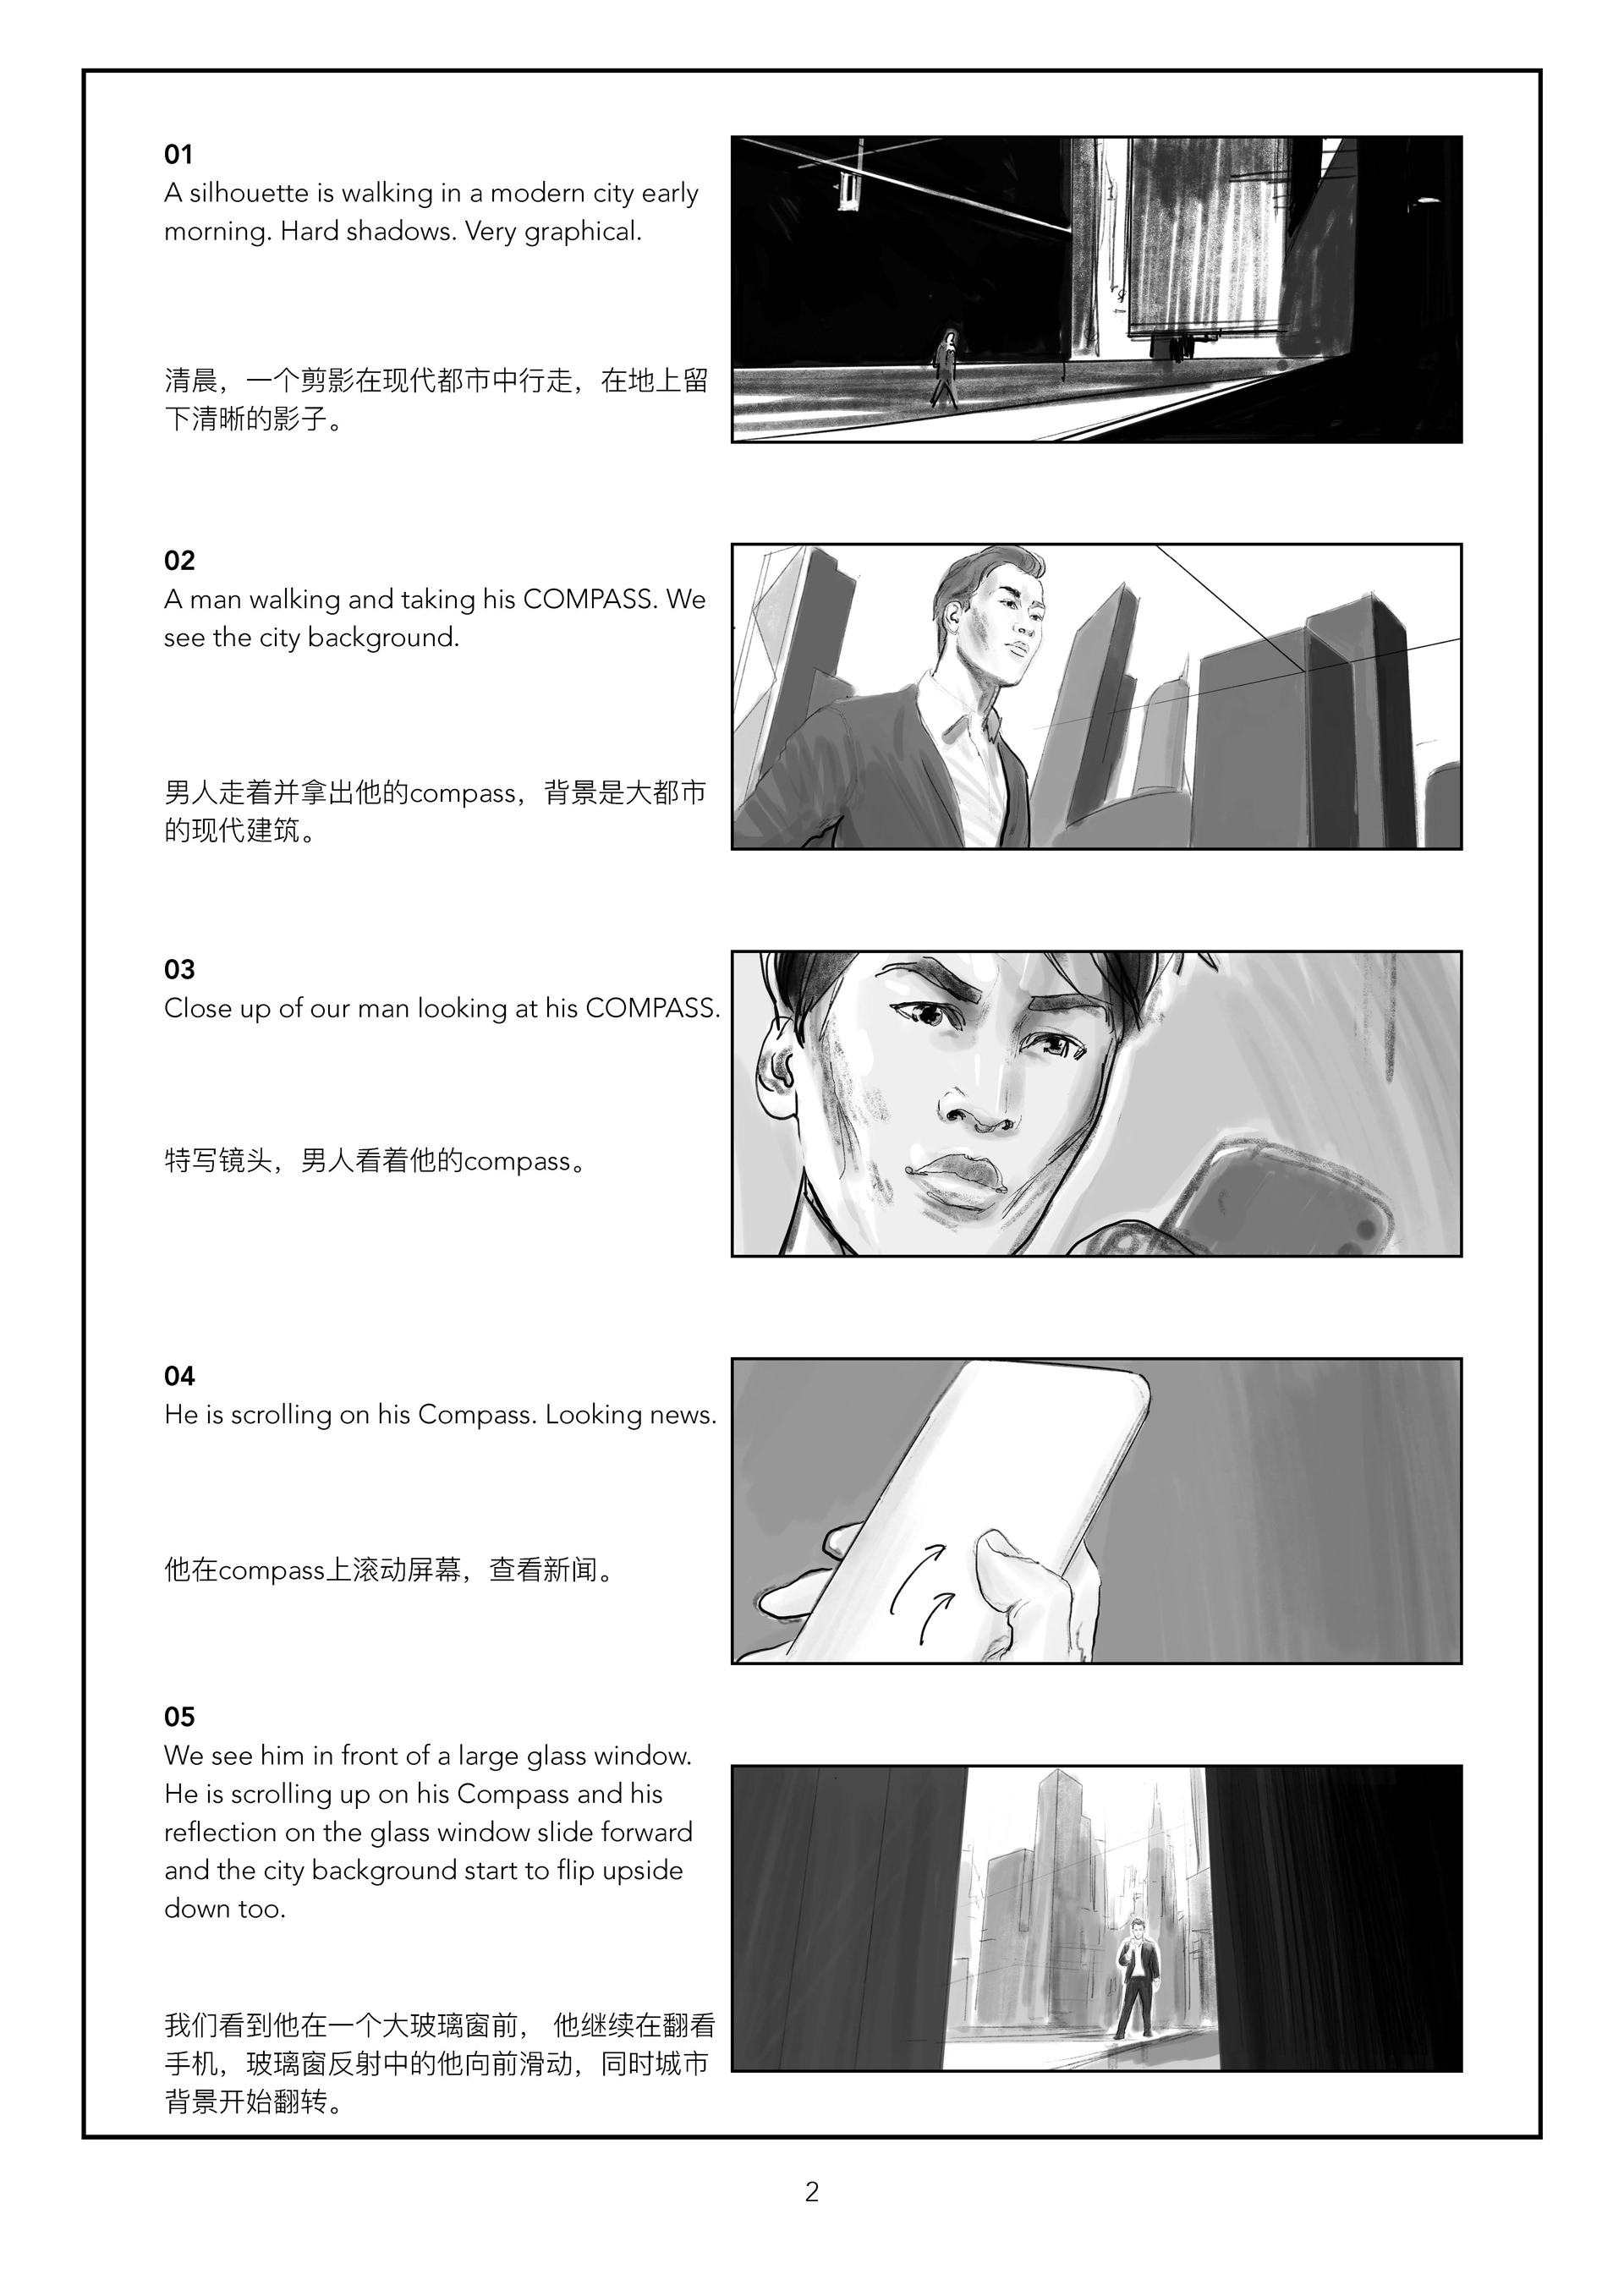 01
A silhouette is walking in a modern city early
morning. Hard shadows. Very graphical.
清晨，一个剪影在现代都市中行走，在地上留
下清晰的影子。
02
A man walking and taking his COMPASS. We
see the city background.
男人走着并拿出他的compass，背景是大都市
的现代建筑。
03
Close up of our man looking at his COMPASS.
特写镜头，男人看着他的compass。
04
He is scrolling on his Compass. Looking news.
他在compass上滚动屏幕，查看新闻。
05
We see him in front of a large glass window.
He is scrolling up on his Compass and his
reflection on the glass window slide forward
and the city background start to flip upside
down too.
我们看到他在一个大玻璃窗前， 他继续在翻看
手机，玻璃窗反射中的他向前滑动，同时城市
背景开始翻转。
2